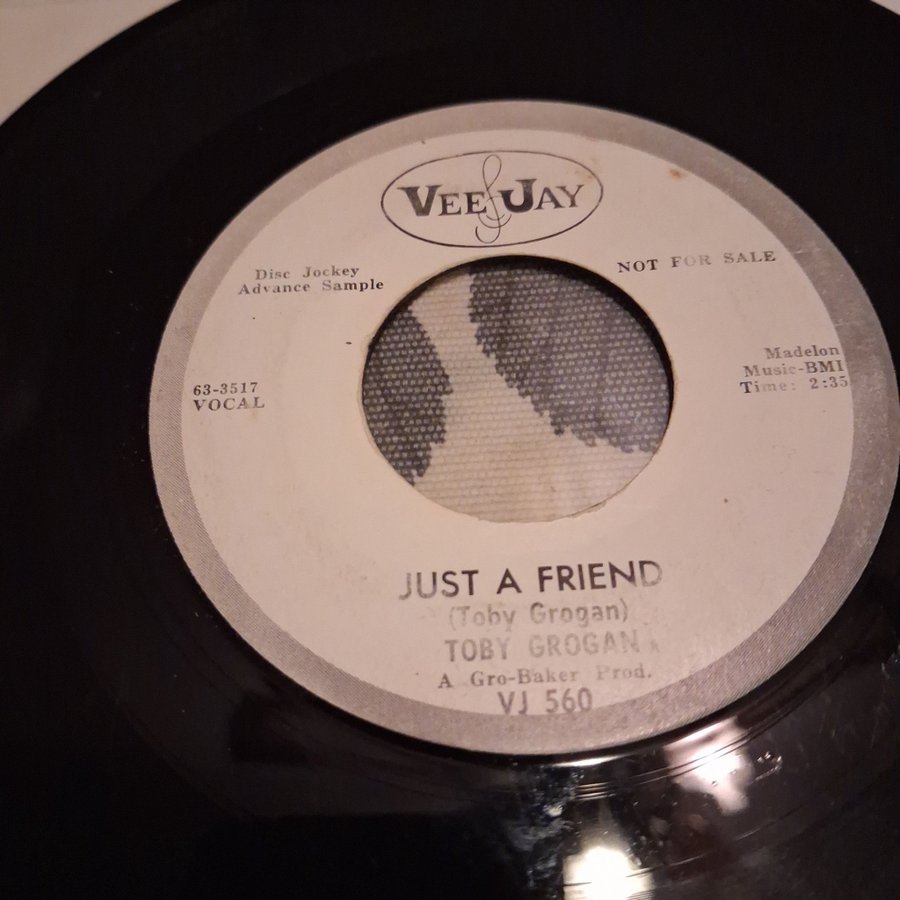 VEE JAY
Disc Jockey
Advance Sample
NOT FOR SALE
63-3517
VOCAL
Madelon
Music-BMI
Time: 2:35
JUST A FRIEND
(Toby Grogan)
TOBY GROGAN
A Gro-Baker Prod.
VJ 560